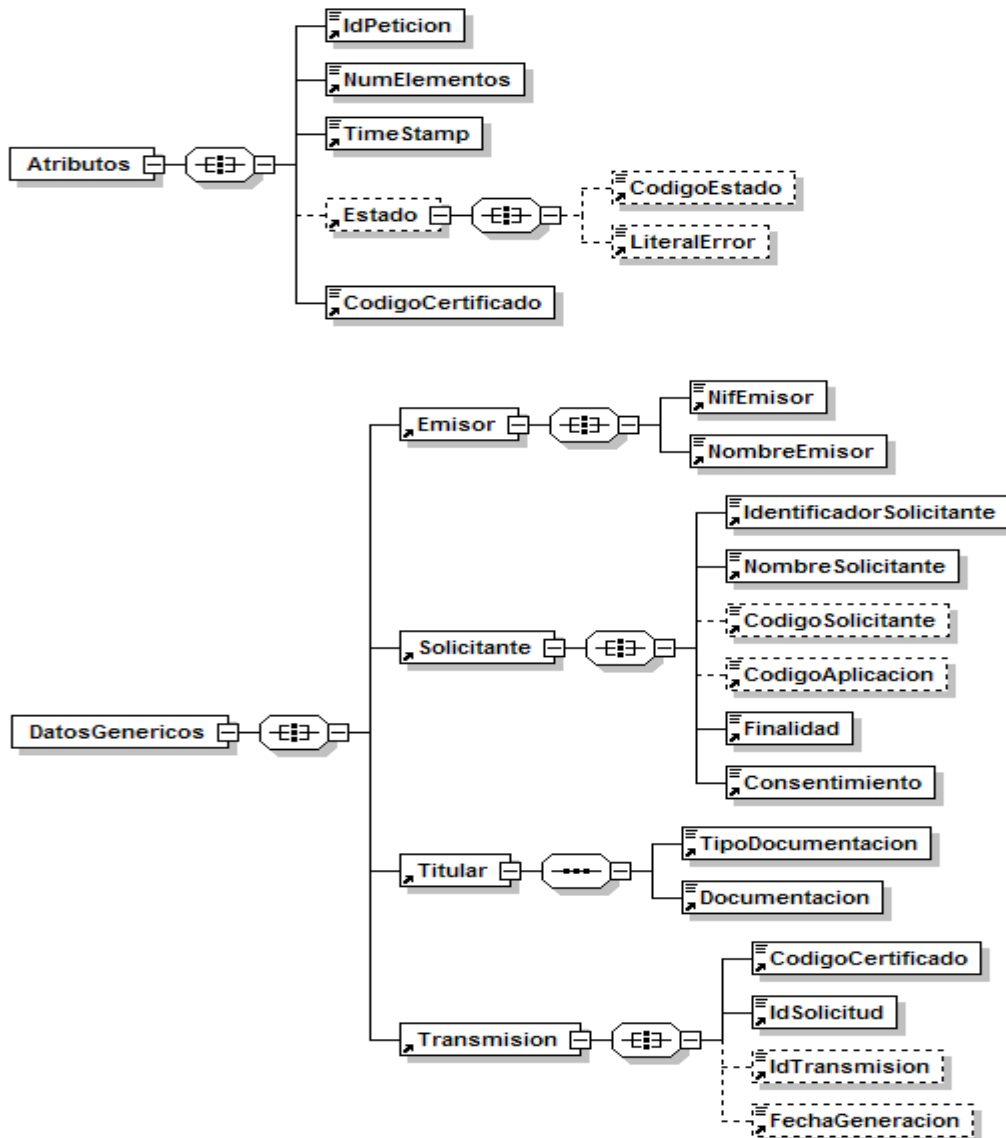 IdPeticion
NumElementos
TimeStamp
Atributos
CodigoEstado
Estado
LiteralError
CodigoCertificado
NifEmisor
Emisor
NombreEmisor
IdentificadorSolicitante
NombreSolicitante
CodigoSolicitante
Solicitante
CodigoAplicacion
DatosGenericos
Finalidad
Consentimiento
TipoDocumentacion
Titular
Documentacion
CodigoCertificado
IdSolicitud
Transmision
IdTransmision
FechaGeneracion